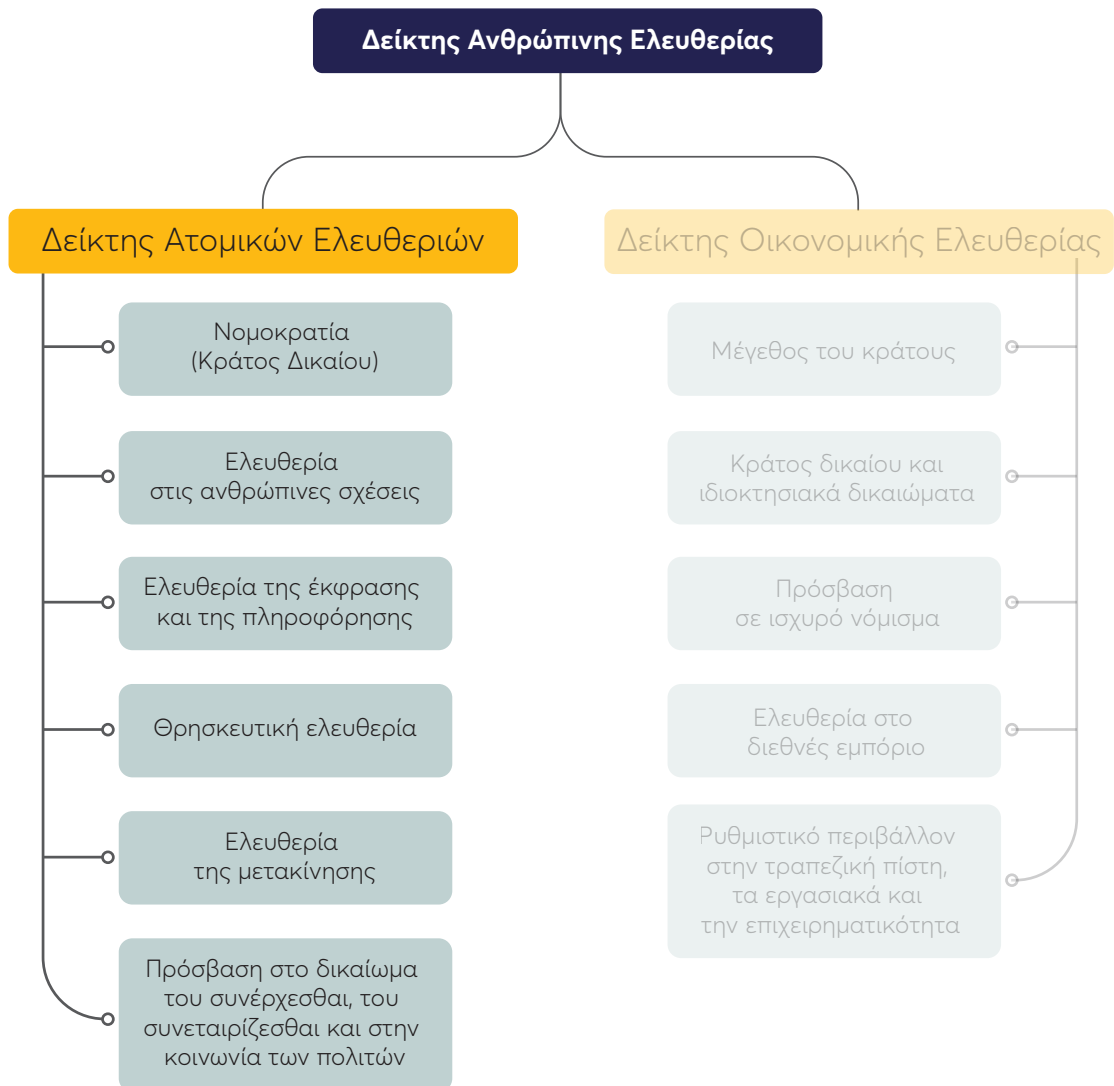 Δείκτης Ανθρώπινης Ελευθερίας
Δείκτης Ατομικών Ελευθεριών
Νομοκρατία
(Κράτος Δικαίου)
Ελευθερία
στις ανθρώπινες σχέσεις
Ελευθερία της έκφρασης
και της πληροφόρησης
Θρησκευτική ελευθερία
Ελευθερία
της μετακίνησης
Πρόσβαση στο δικαίωμα
του συνέρχεσθαι, του
συνεταιρίζεσθαι και στην
κοινωνία των πολιτών
Δείκτης Οικονομικής Ελευθερίας
Μέγεθος του κράτους
Κράτος δικαίου και
ιδιοκτησιακά δικαιώματα
Πρόσβαση
σε ισχυρό νόμισμα
Ελευθερία στο
διεθνές εμπόριο
Ρυθμιστικό περιβάλλον
στην τραπεζική πίστη,
τα εργασιακά και
την επιχειρηματικότητα